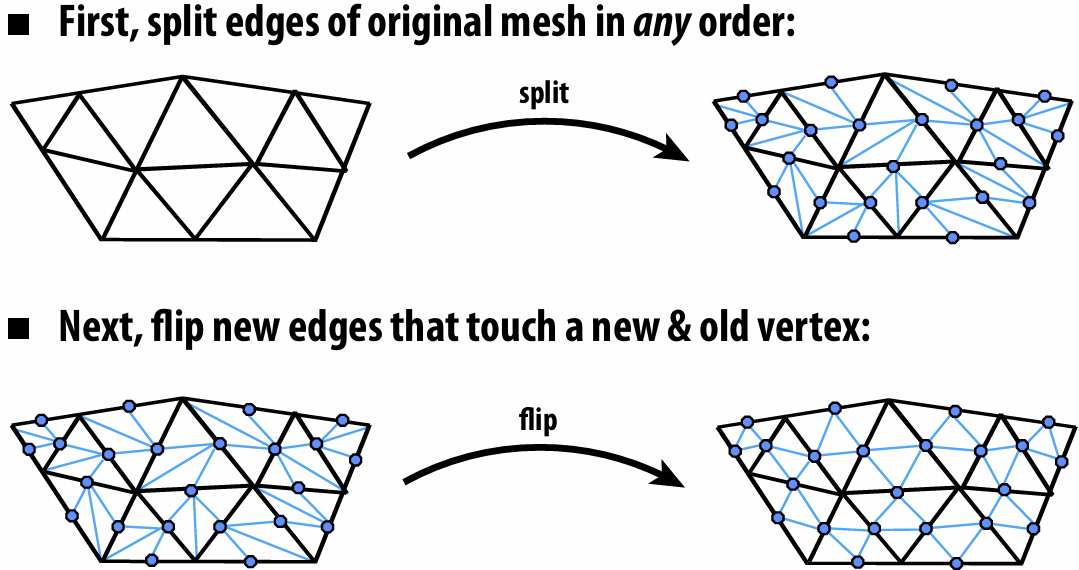 ■ First, split edges of original mesh in any order:
split
■ Next, flip new edges that touch a new & old vertex:
flip